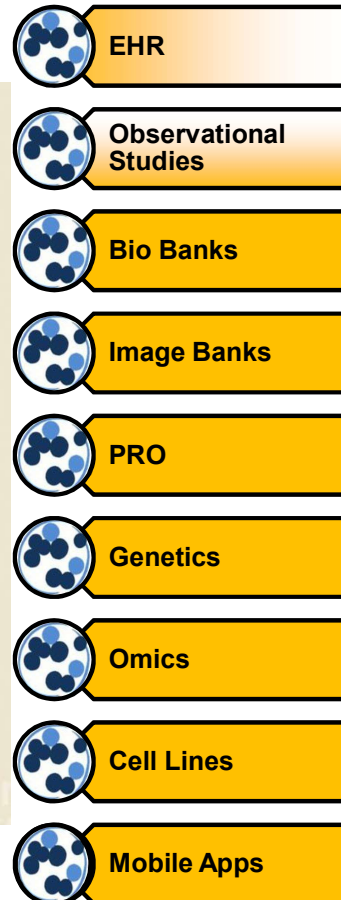 EHR
Observational
Studies
Bio Banks
Image Banks
PRO
Genetics
Omics
Cell Lines
Mobile Apps